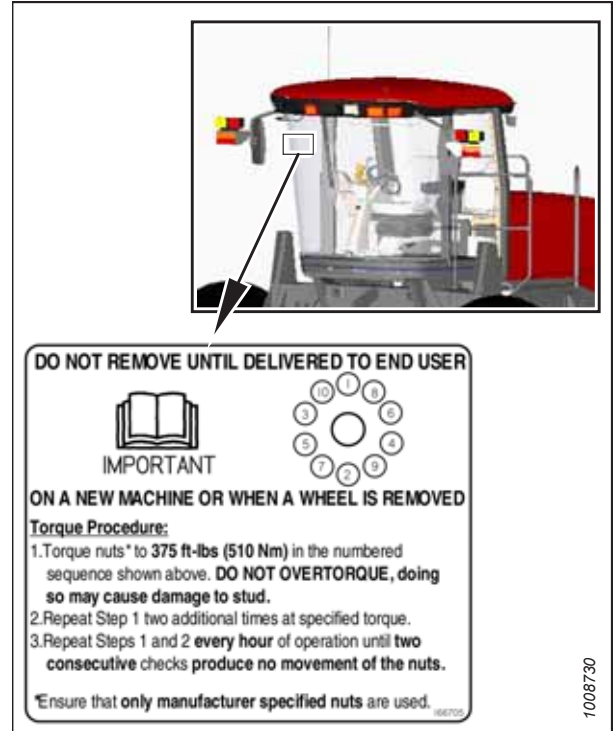 DO NOT REMOVE UNTIL DELIVERED TO END USER
10 1 8
3 6
5 4
7 2 9
IMPORTANT
ON A NEW MACHINE OR WHEN A WHEEL IS REMOVED
Torque Procedure:
1.Torque nuts* to 375 ft-lbs (510 Nm) in the numbered
sequence shown above. DO NOT OVERTORQUE, doing
so may cause damage to stud.
2.Repeat Step 1 two additional times at specified torque.
3.Repeat Steps 1 and 2 every hour of operation until two
consecutive checks produce no movement of the nuts.
*Ensure that only manufacturer specified nuts are used.
166705
1008730